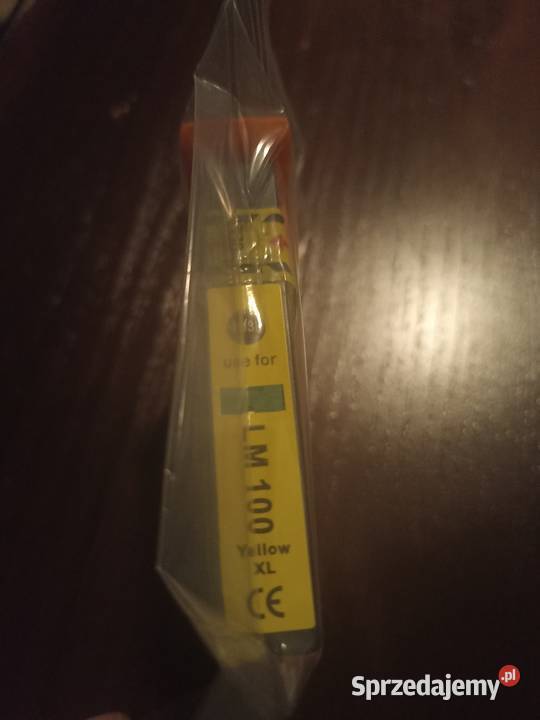 use for
LM 100
Yellow
XL
CE
Sprzedajemy.pl